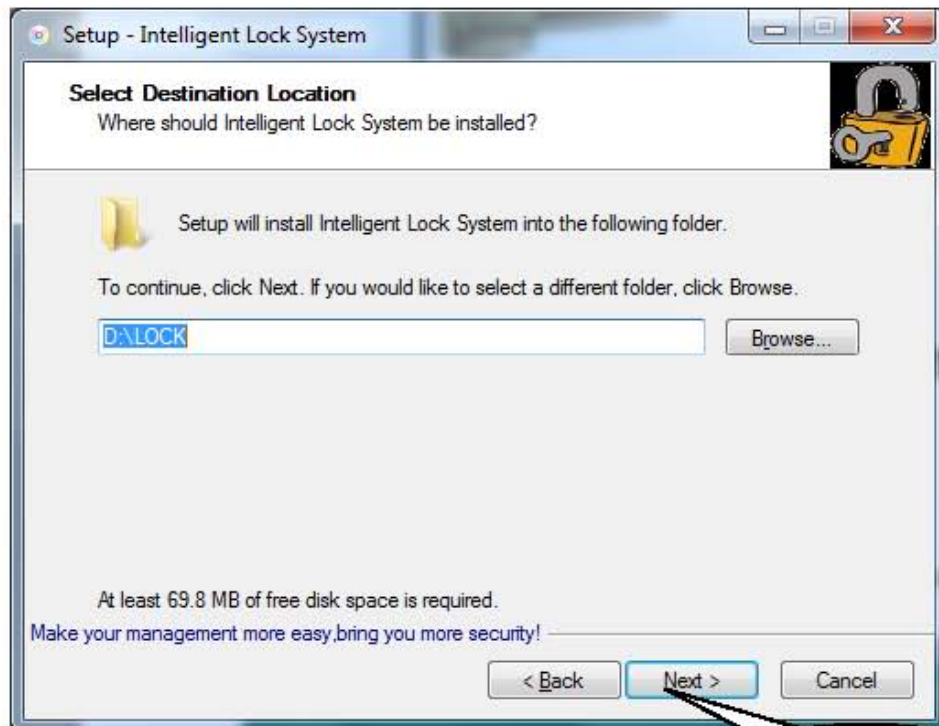 Setup - Intelligent Lock System
Select Destination Location
Where should Intelligent Lock System be installed?
Setup will install Intelligent Lock System into the following folder.
To continue, click Next. If you would like to select a different folder, click Browse.
D:\LOCK
Browse...
At least 69.8 MB of free disk space is required.
Make your management more easy,bring you more security!
< Back
Next >
Cancel